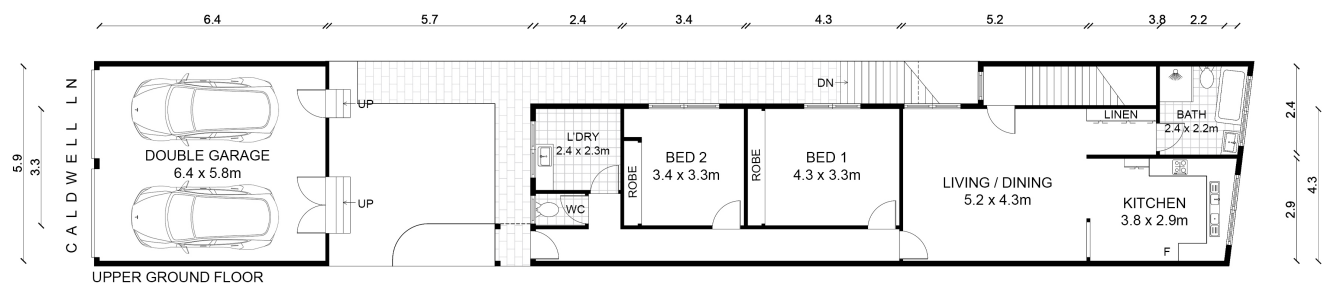 6.4
5.7
2.4
3.4
4.3
5.2
3.8
2.2
CALDWELL LN
5.9
3.3
DOUBLE GARAGE
6.4 x 5.8m
UP
UP
L'DRY
2.4 x 2.3m
WC
ROBE
BED 2
3.4 x 3.3m
ROBE
BED 1
4.3 x 3.3m
DN
LIVING / DINING
5.2 x 4.3m
LINEN
BATH
2.4 x 2.2m
KITCHEN
3.8 x 2.9m
F
2.4
2.9
4.3
UPPER GROUND FLOOR